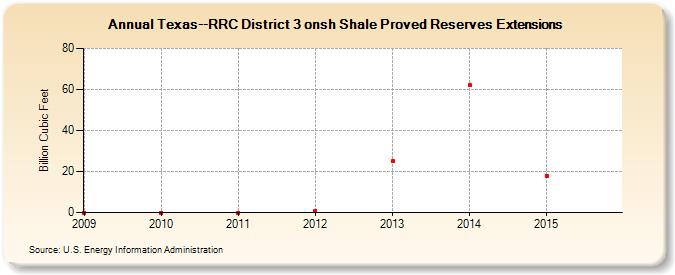 Annual Texas--RRC District 3 onsh Shale Proved Reserves Extensions
Billion Cubic Feet
80
60
40
20
0
2009 2010 2011 2012 2013 2014 2015
Source: U.S. Energy Information Administration